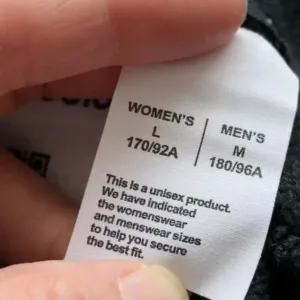 WOMEN'S
L
170/92A
MEN'S
M
180/96A
This is a unisex product.
We have indicated
the womenswear
and menswear sizes
to help you secure
the best fit.